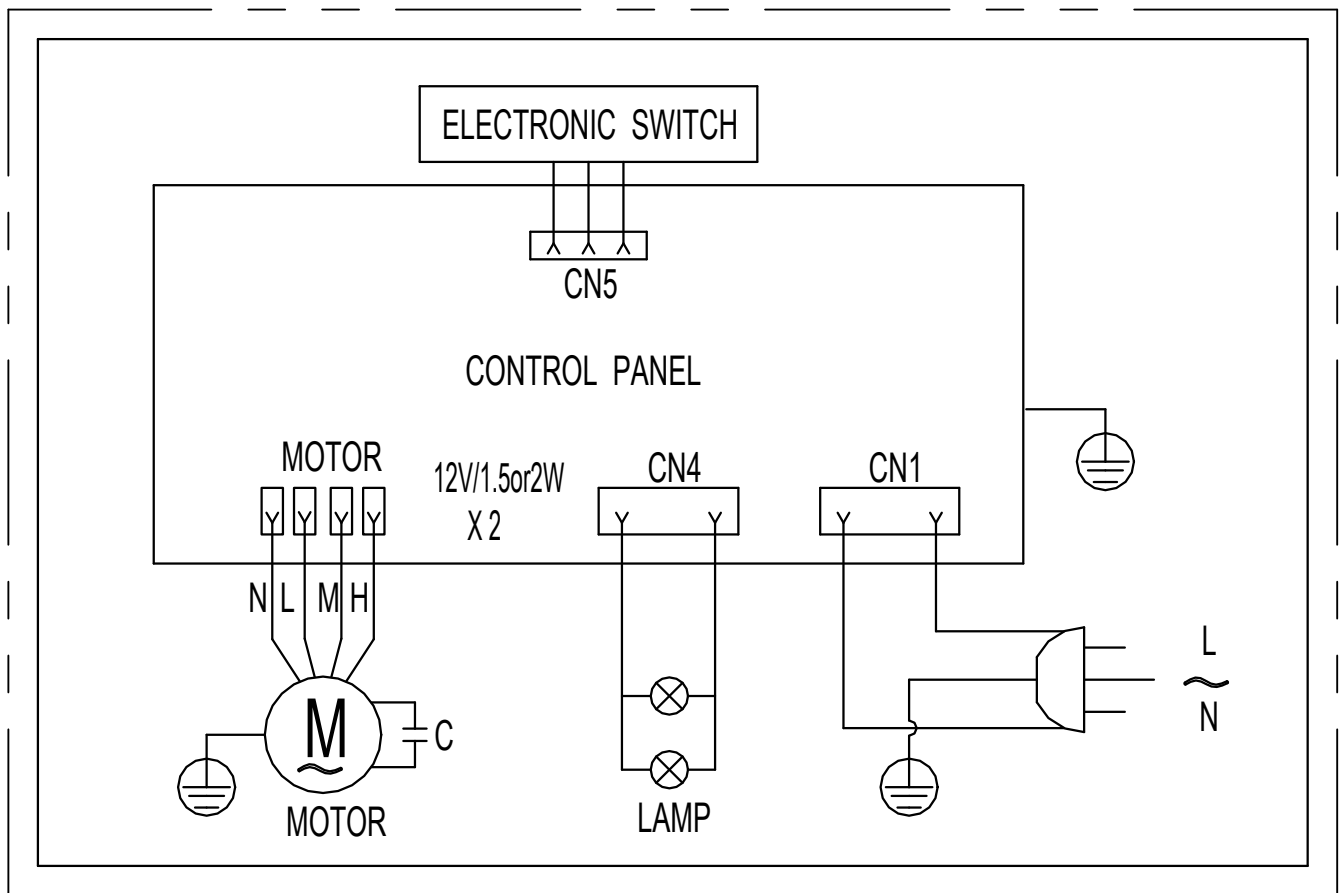 ELECTRONIC SWITCH
CN5
CONTROL PANEL
MOTOR
12V/1.5or2W
X 2
CN4
CN1
N L M H
L
N
M
C
MOTOR
LAMP